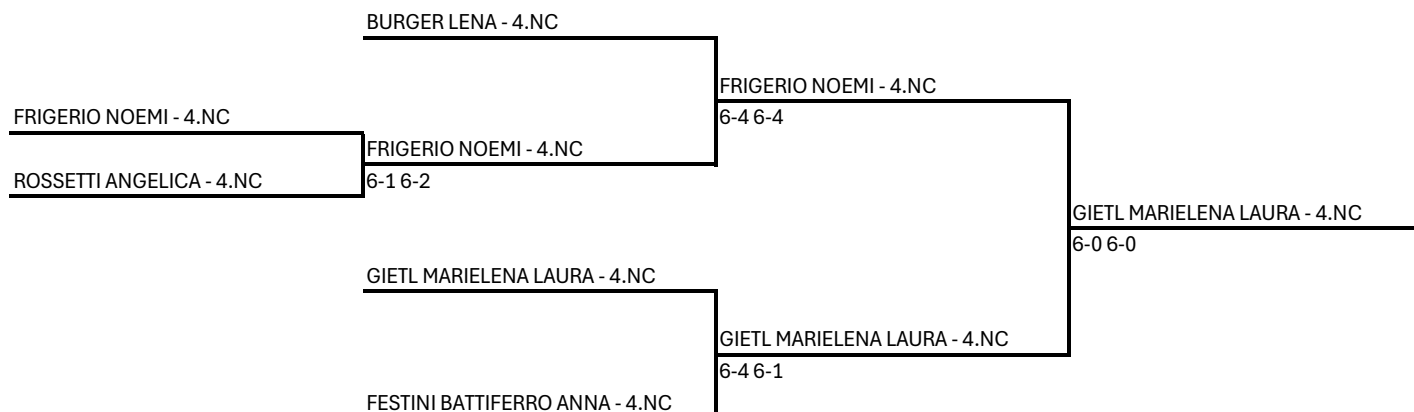 BURGER LENA - 4.NC
FRIGERIO NOEMI - 4.NC
FRIGERIO NOEMI - 4.NC
6-4 6-4
FRIGERIO NOEMI - 4.NC
ROSSETTI ANGELICA - 4.NC
6-1 6-2
GIETL MARIELENA LAURA - 4.NC
6-0 6-0
GIETL MARIELENA LAURA - 4.NC
GIETL MARIELENA LAURA - 4.NC
6-4 6-1
FESTINI BATTIFERRO ANNA - 4.NC